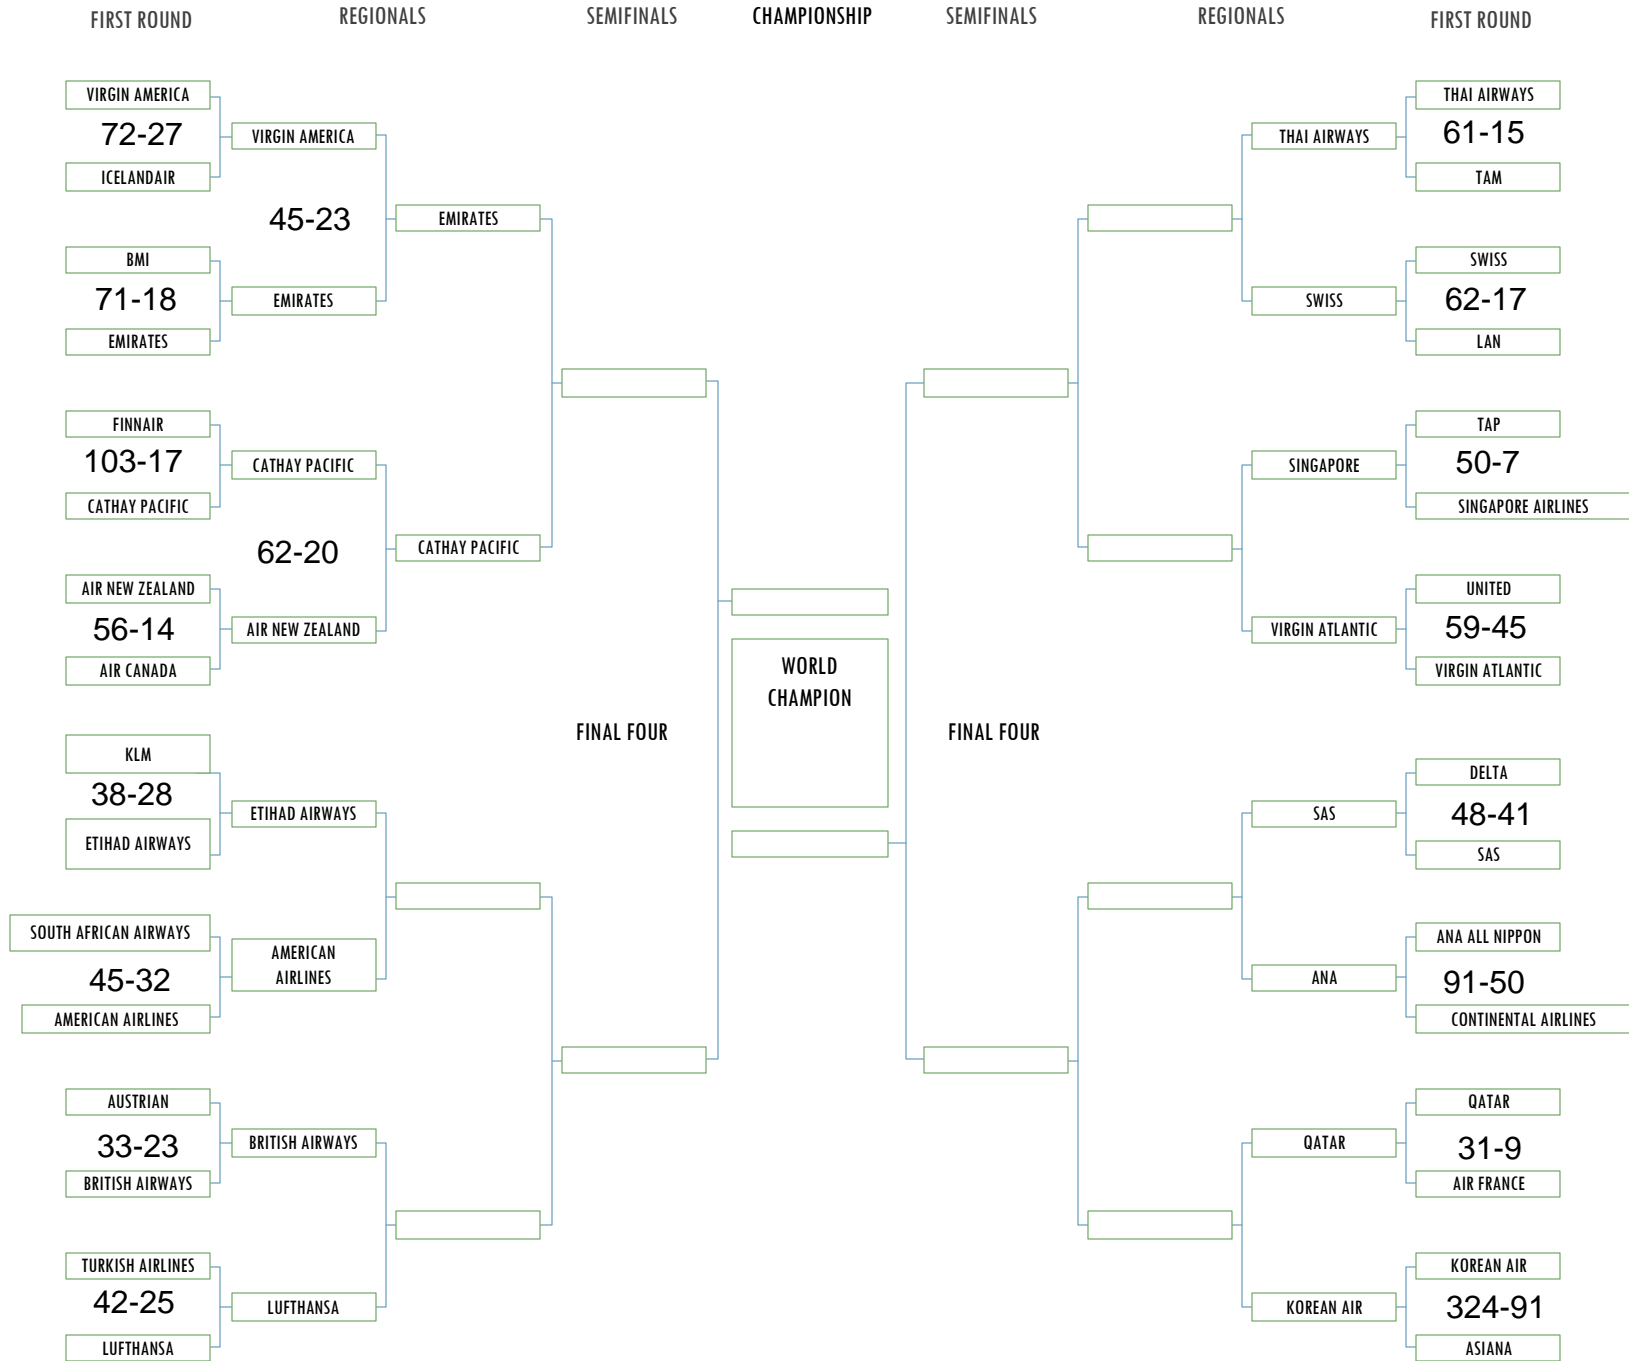 FIRST ROUND
REGIONALS
SEMIFINALS
CHAMPIONSHIP
SEMIFINALS
REGIONALS
FIRST ROUND
VIRGIN AMERICA
72-27
ICELANDAIR
BMI
71-18
EMIRATES
FINNAIR
103-17
CATHAY PACIFIC
AIR NEW ZEALAND
56-14
AIR CANADA
KLM
38-28
ETIHAD AIRWAYS
SOUTH AFRICAN AIRWAYS
45-32
AMERICAN AIRLINES
AUSTRIAN
33-23
BRITISH AIRWAYS
TURKISH AIRLINES
42-25
LUFTHANSA
VIRGIN AMERICA
45-23
EMIRATES
CATHAY PACIFIC
62-20
AIR NEW ZEALAND
ETIHAD AIRWAYS
AMERICAN
AIRLINES
BRITISH AIRWAYS
LUFTHANSA
EMIRATES
CATHAY PACIFIC
FINAL FOUR
WORLD
CHAMPION
FINAL FOUR
THAI AIRWAYS
SWISS
SINGAPORE
VIRGIN ATLANTIC
SAS
ANA
QATAR
KOREAN AIR
THAI AIRWAYS
61-15
TAM
SWISS
62-17
LAN
TAP
50-7
SINGAPORE AIRLINES
UNITED
59-45
VIRGIN ATLANTIC
DELTA
48-41
SAS
ANA ALL NIPPON
91-50
CONTINENTAL AIRLINES
QATAR
31-9
AIR FRANCE
KOREAN AIR
324-91
ASIANA